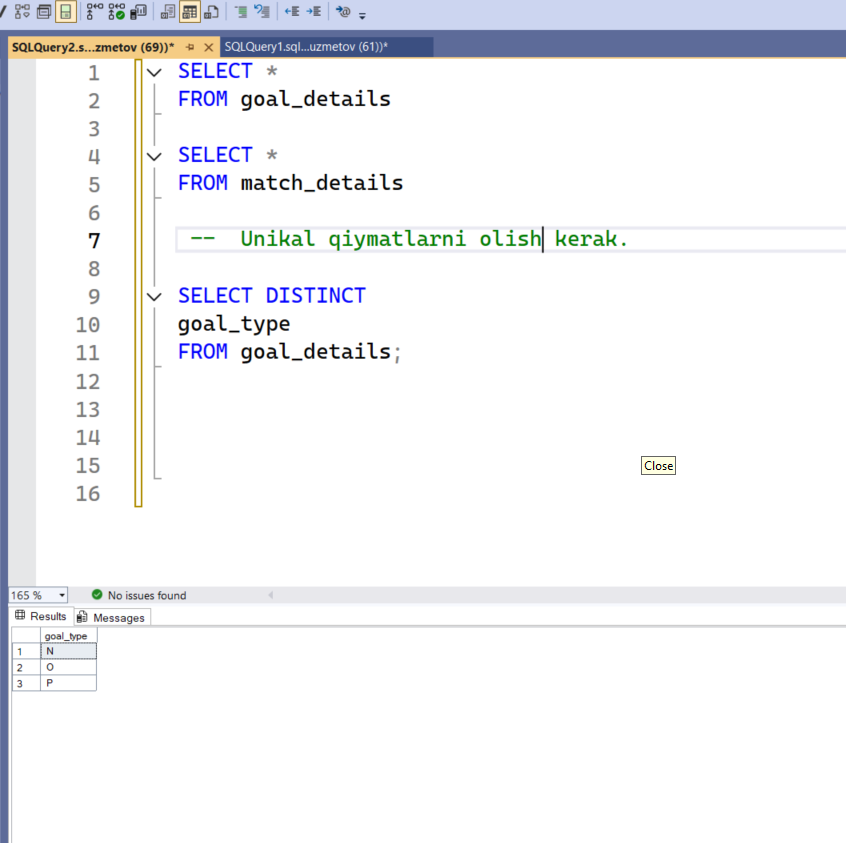 SQLQuery2.s...zmetov (69))*
SQLQuery1.sql...uzmetov (61))*
1 SELECT *
2 FROM goal_details
3
4 SELECT *
5 FROM match_details
6
7 -- Unikal qiymatlarni olish kerak.
8
9 SELECT DISTINCT
10 goal_type
11 FROM goal_details;
12
13
14
15
16
Close
165 %
No issues found
Results
Messages
goal_type
1 N
2 O
3 P